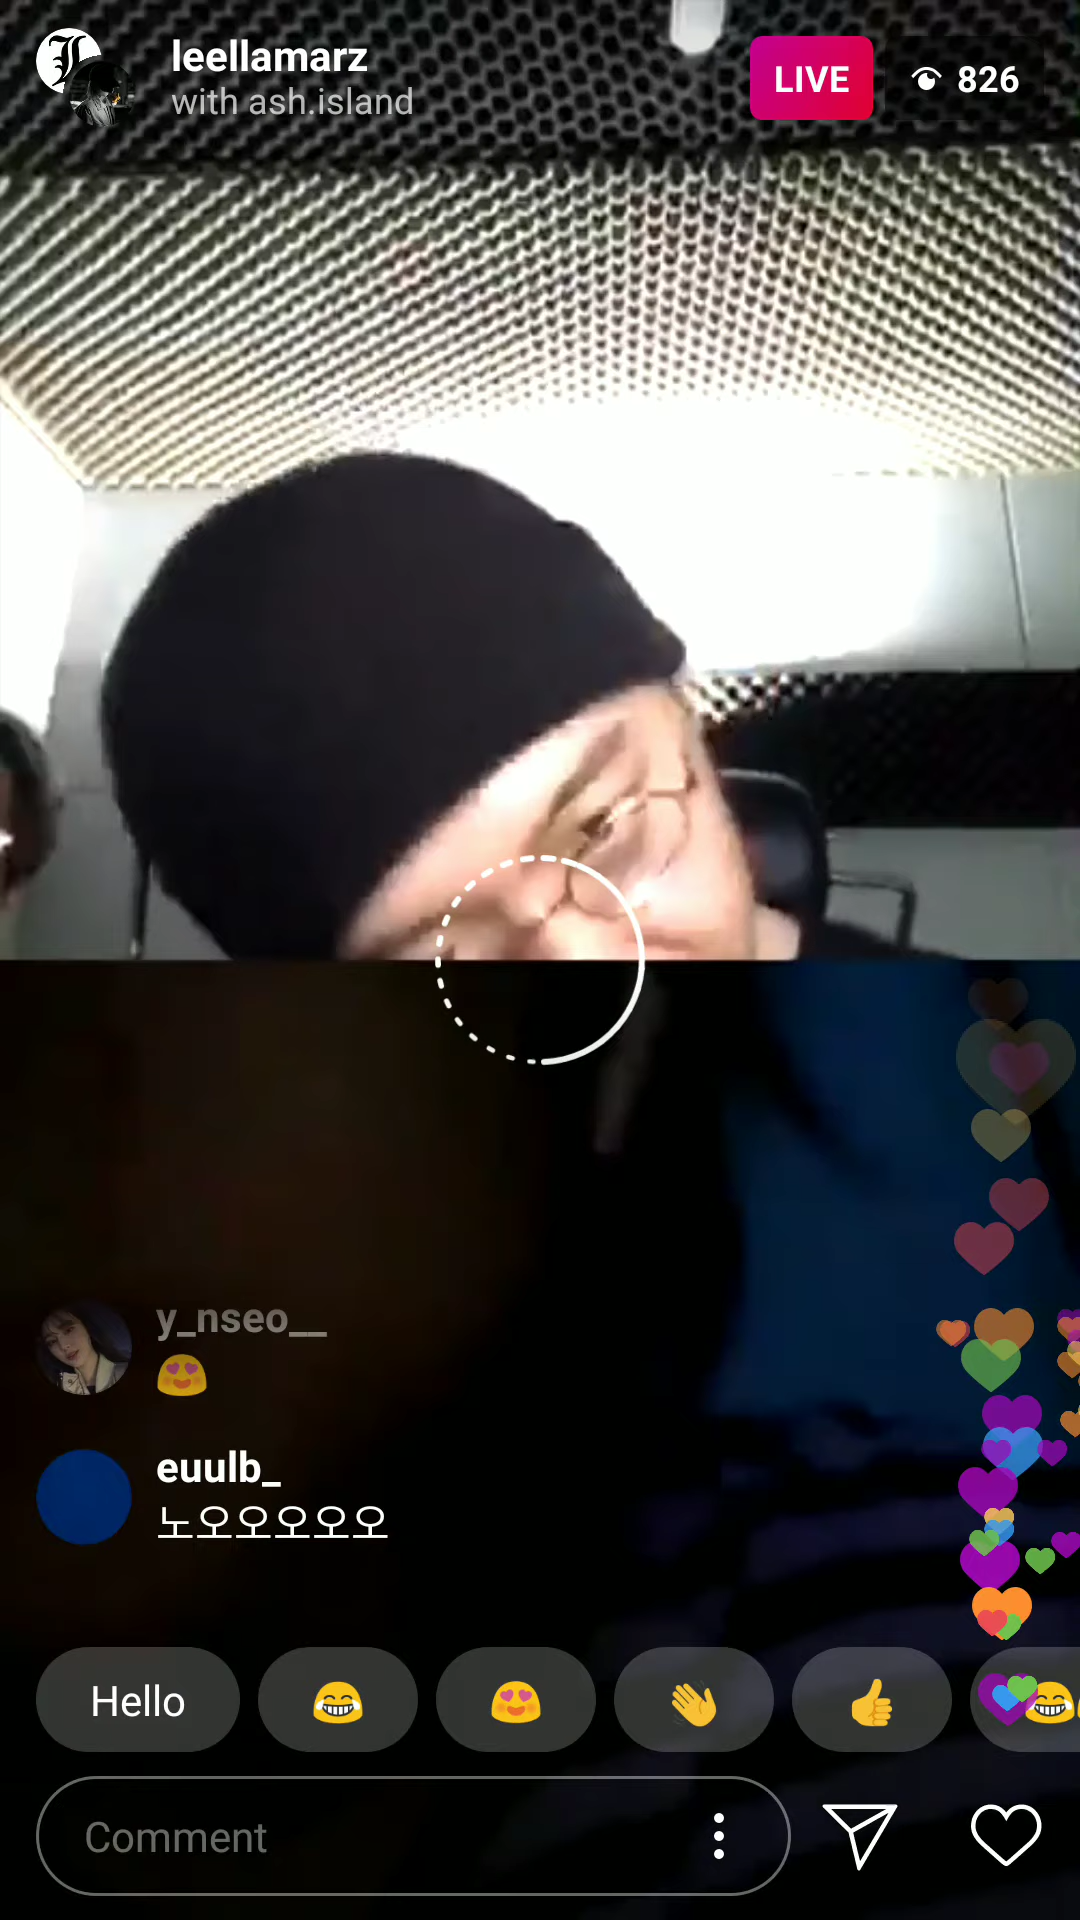 leellamarz
with ash.island
LIVE
826
y_nseo__
😍
euulb_
노오오오오오
Hello
😂
😍
👏
👍
😂
Comment